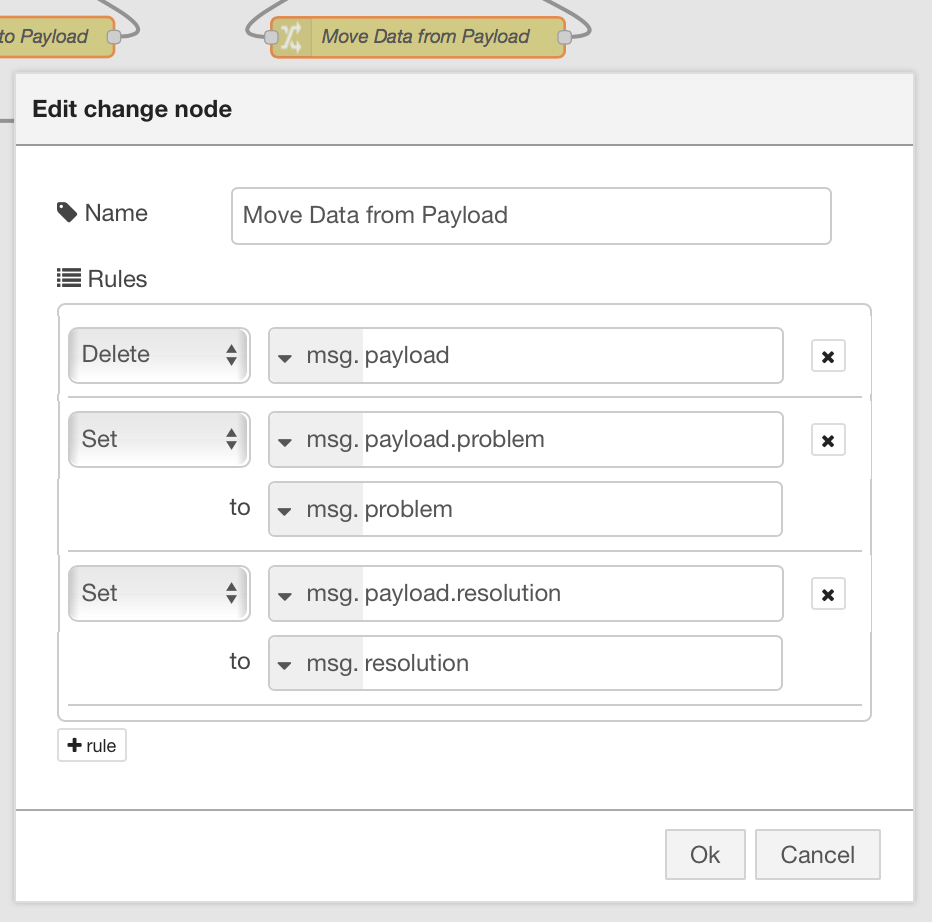 to Payload
Move Data from Payload
Edit change node
Name
Move Data from Payload
Rules
Delete msg. payload
Set msg. payload.problem
to msg. problem
Set msg. payload.resolution
to msg. resolution
rule
Ok Cancel